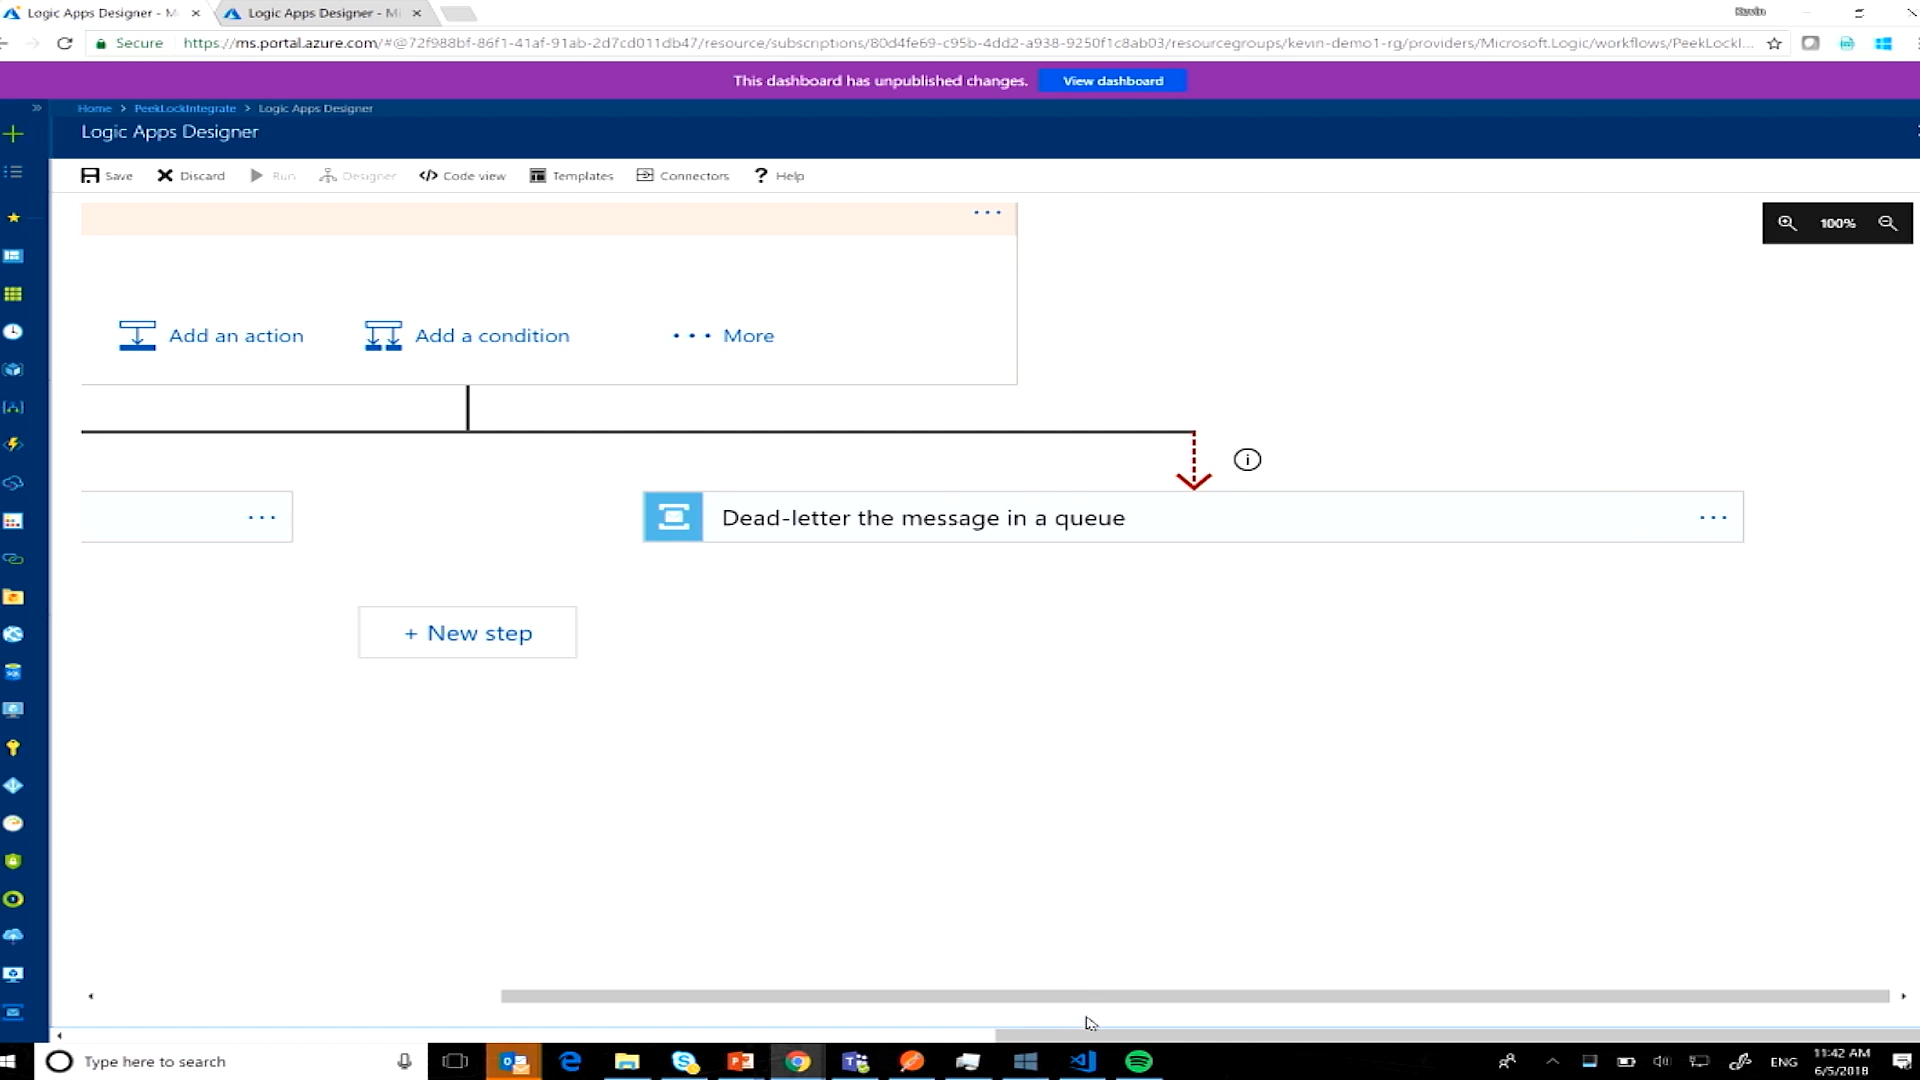 Logic Apps Designer - M
Logic Apps Designer - Mi
Kevin
Secure
https://ms.portal.azure.com/#@72f988bf-86f1-41af-91ab-2d7cd011db47/resource/subscriptions/80d4fe69-c95b-4dd2-a938-9250f1c8ab03/resourcegroups/kevin-demo1-rg/providers/Microsoft.Logic/workflows/PeekLockI...
This dashboard has unpublished changes.
View dashboard
Home > PeekLockIntegrate > Logic Apps Designer
Logic Apps Designer
Save
Discard
Run
Designer
Code view
Templates
Connectors
? Help
100%
Add an action
Add a condition
... More
Dead-letter the message in a queue
+ New step
Type here to search
ENG
11:42 AM
6/5/2018